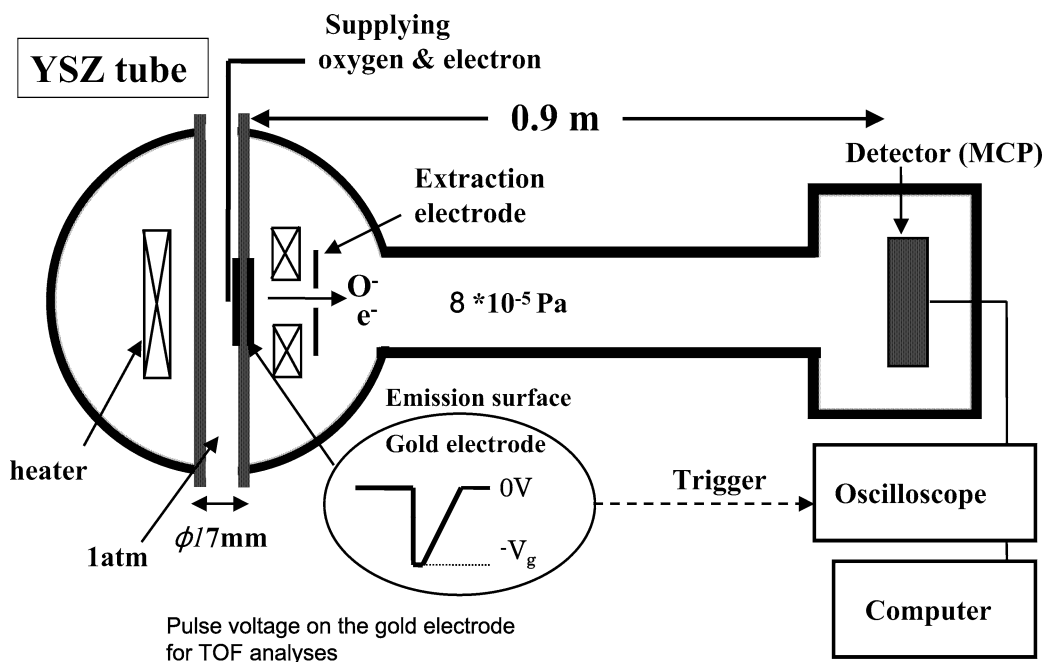 Supplying
oxygen & electron
YSZ tube
0.9 m
Detector (MCP)
Extraction
electrode
O-
e-
8 *10-5 Pa
Emission surface
Gold electrode
heater
0V
Trigger
Oscilloscope
-Vg
ϕ17mm
1atm
Computer
Pulse voltage on the gold electrode
for TOF analyses